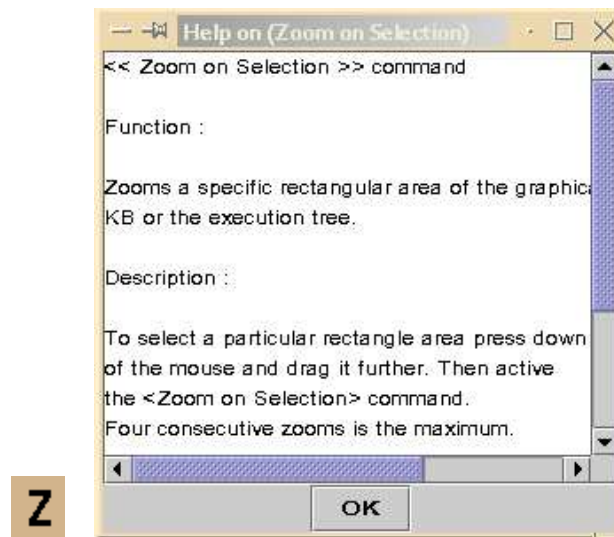 Help on (Zoom on Selection)
<< Zoom on Selection >> command
Function :
Zooms a specific rectangular area of the graphic
KB or the execution tree.
Description :
To select a particular rectangle area press down
of the mouse and drag it further. Then active
the <Zoom on Selection> command.
Four consecutive zooms is the maximum.
OK
Z